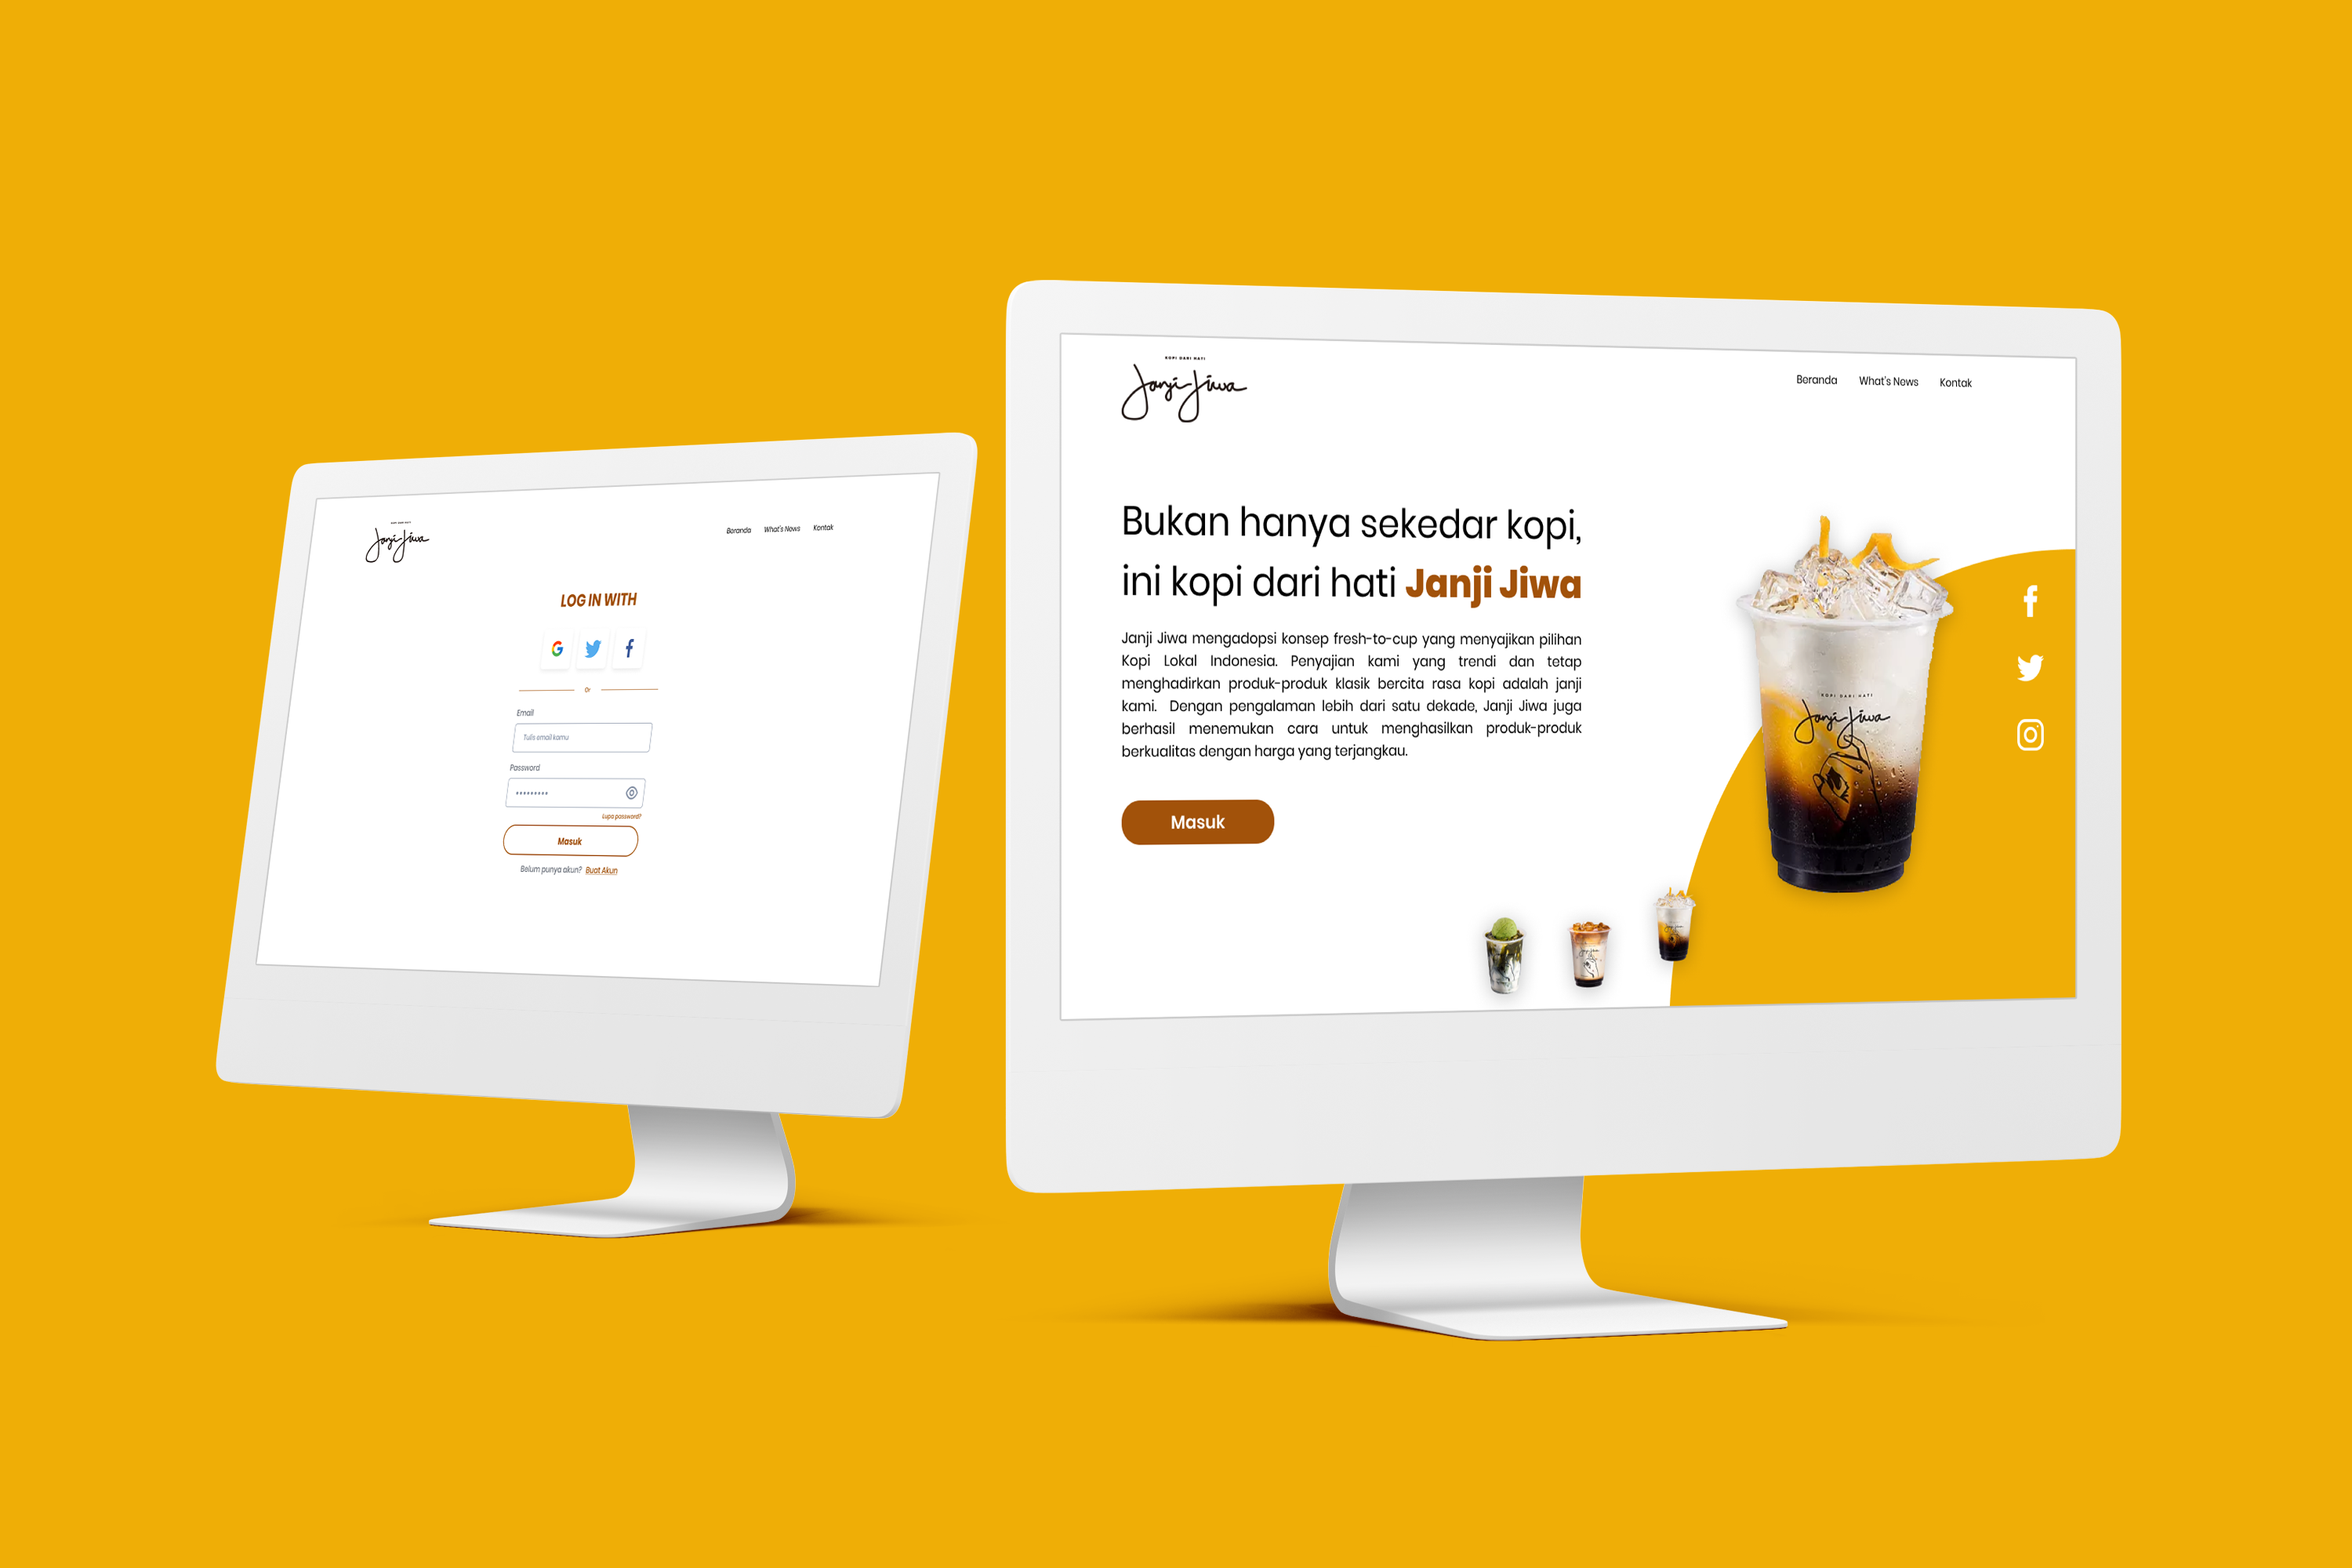 KOPI DARI HATI
Janji Jiwa
Beranda What's News Kontak
LOG IN WITH
Or
Email
Tulis email kamu
Password
Lupa password?
Masuk
Belum punya akun? Buat Akun
KOPI DARI HATI
Janji Jiwa
Beranda What's News Kontak
Bukan hanya sekedar kopi,
ini kopi dari hati Janji Jiwa
Janji Jiwa mengadopsi konsep fresh-to-cup yang menyajikan pilihan
Kopi Lokal Indonesia. Penyajian kami yang trendi dan tetap
menghadirkan produk-produk klasik bercita rasa kopi adalah janji
kami. Dengan pengalaman lebih dari satu dekade, Janji Jiwa juga
berhasil menemukan cara untuk menghasilkan produk-produk
berkualitas dengan harga yang terjangkau.
Masuk
KOPI DARI HATI
Janji Jiwa